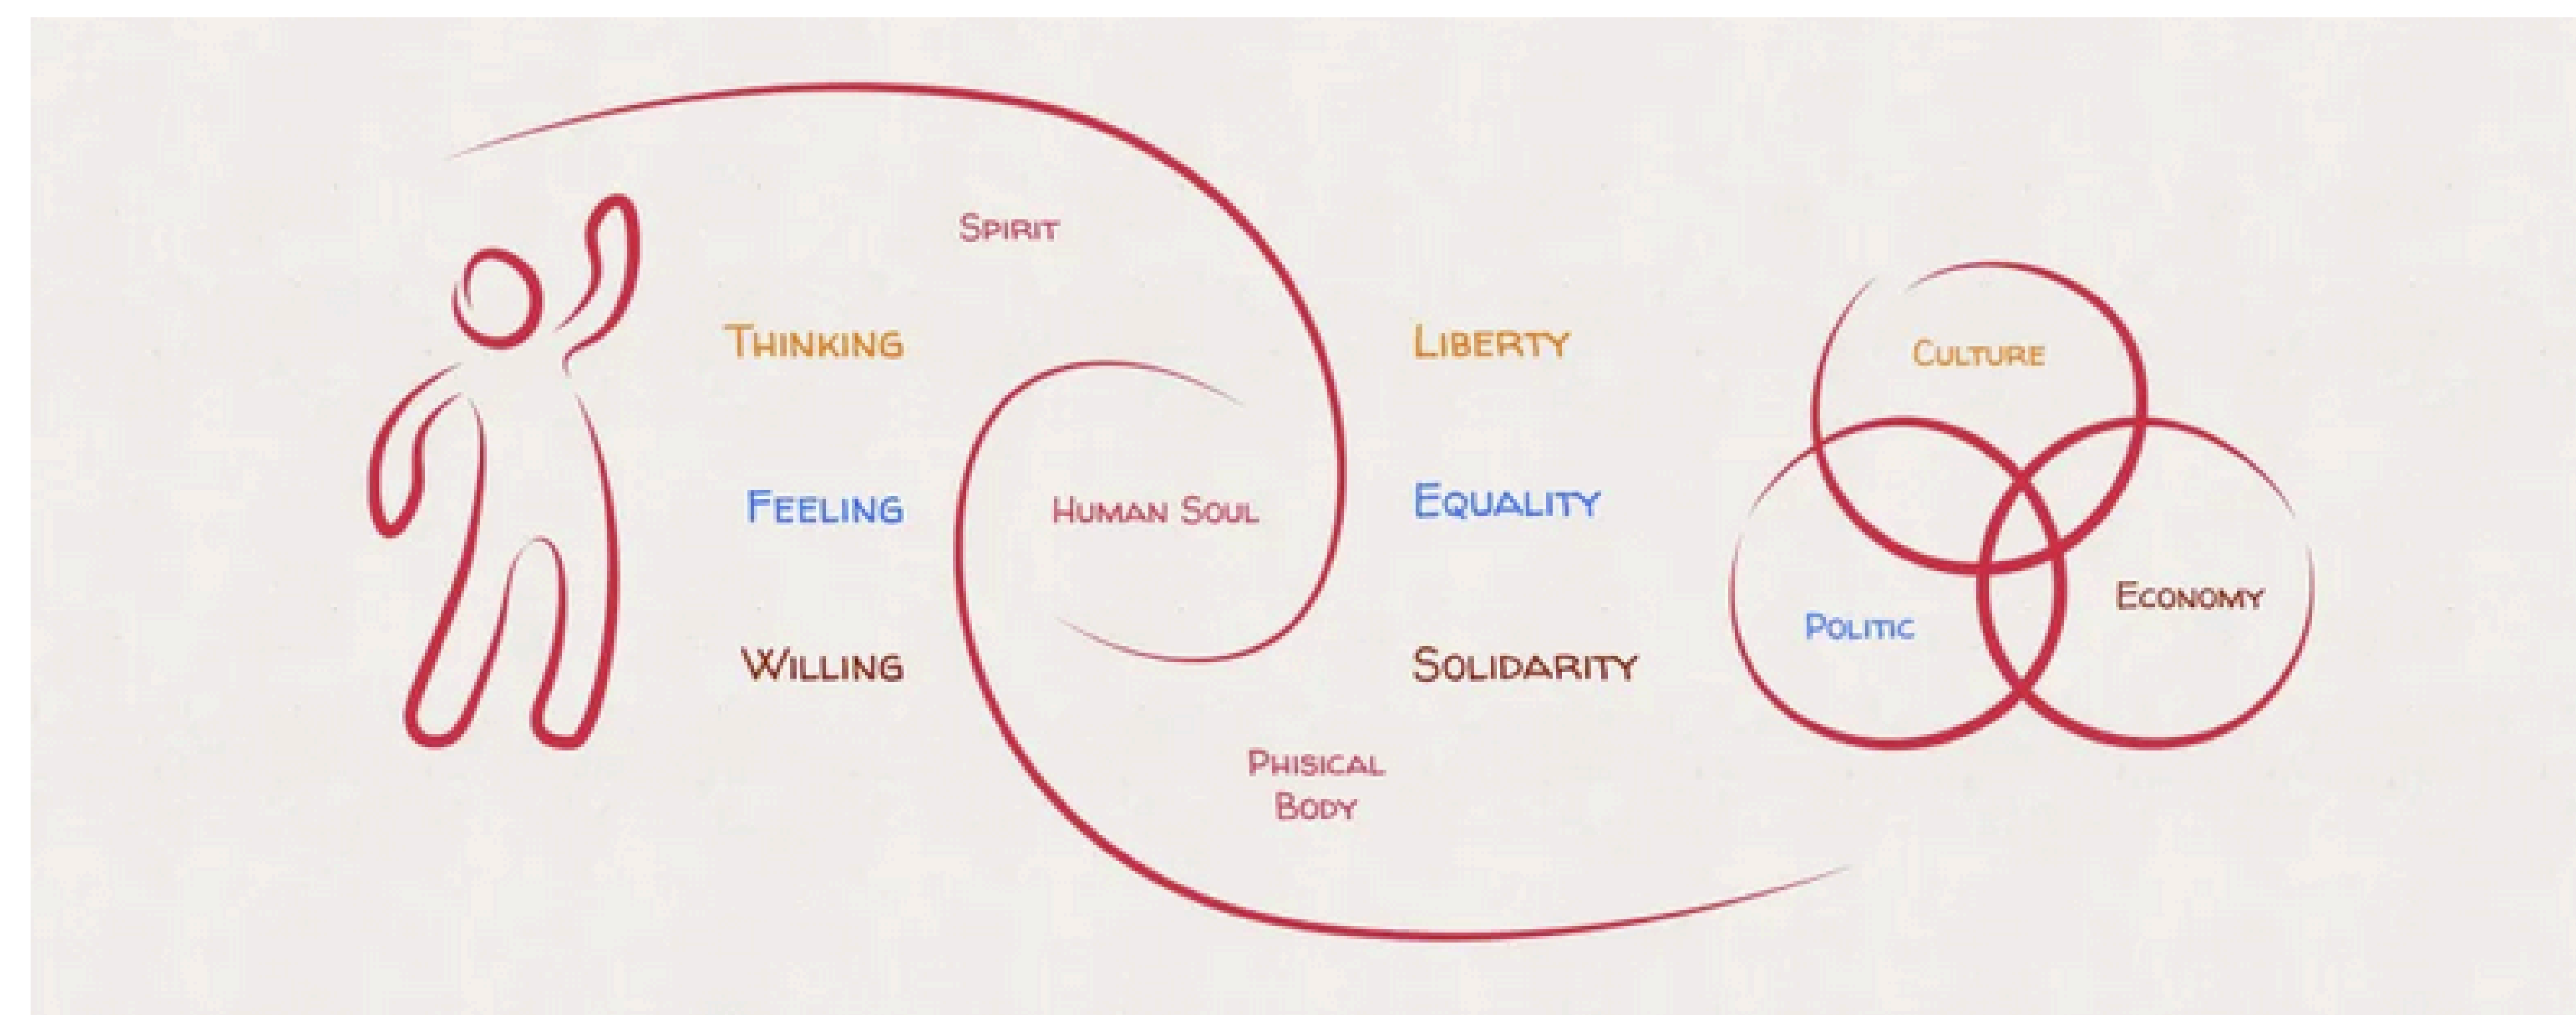 Spirit
Thinking
Liberty
Culture
Feeling
Human Soul
Equality
Politic
Economy
Willing
Solidarity
Phisical
Body